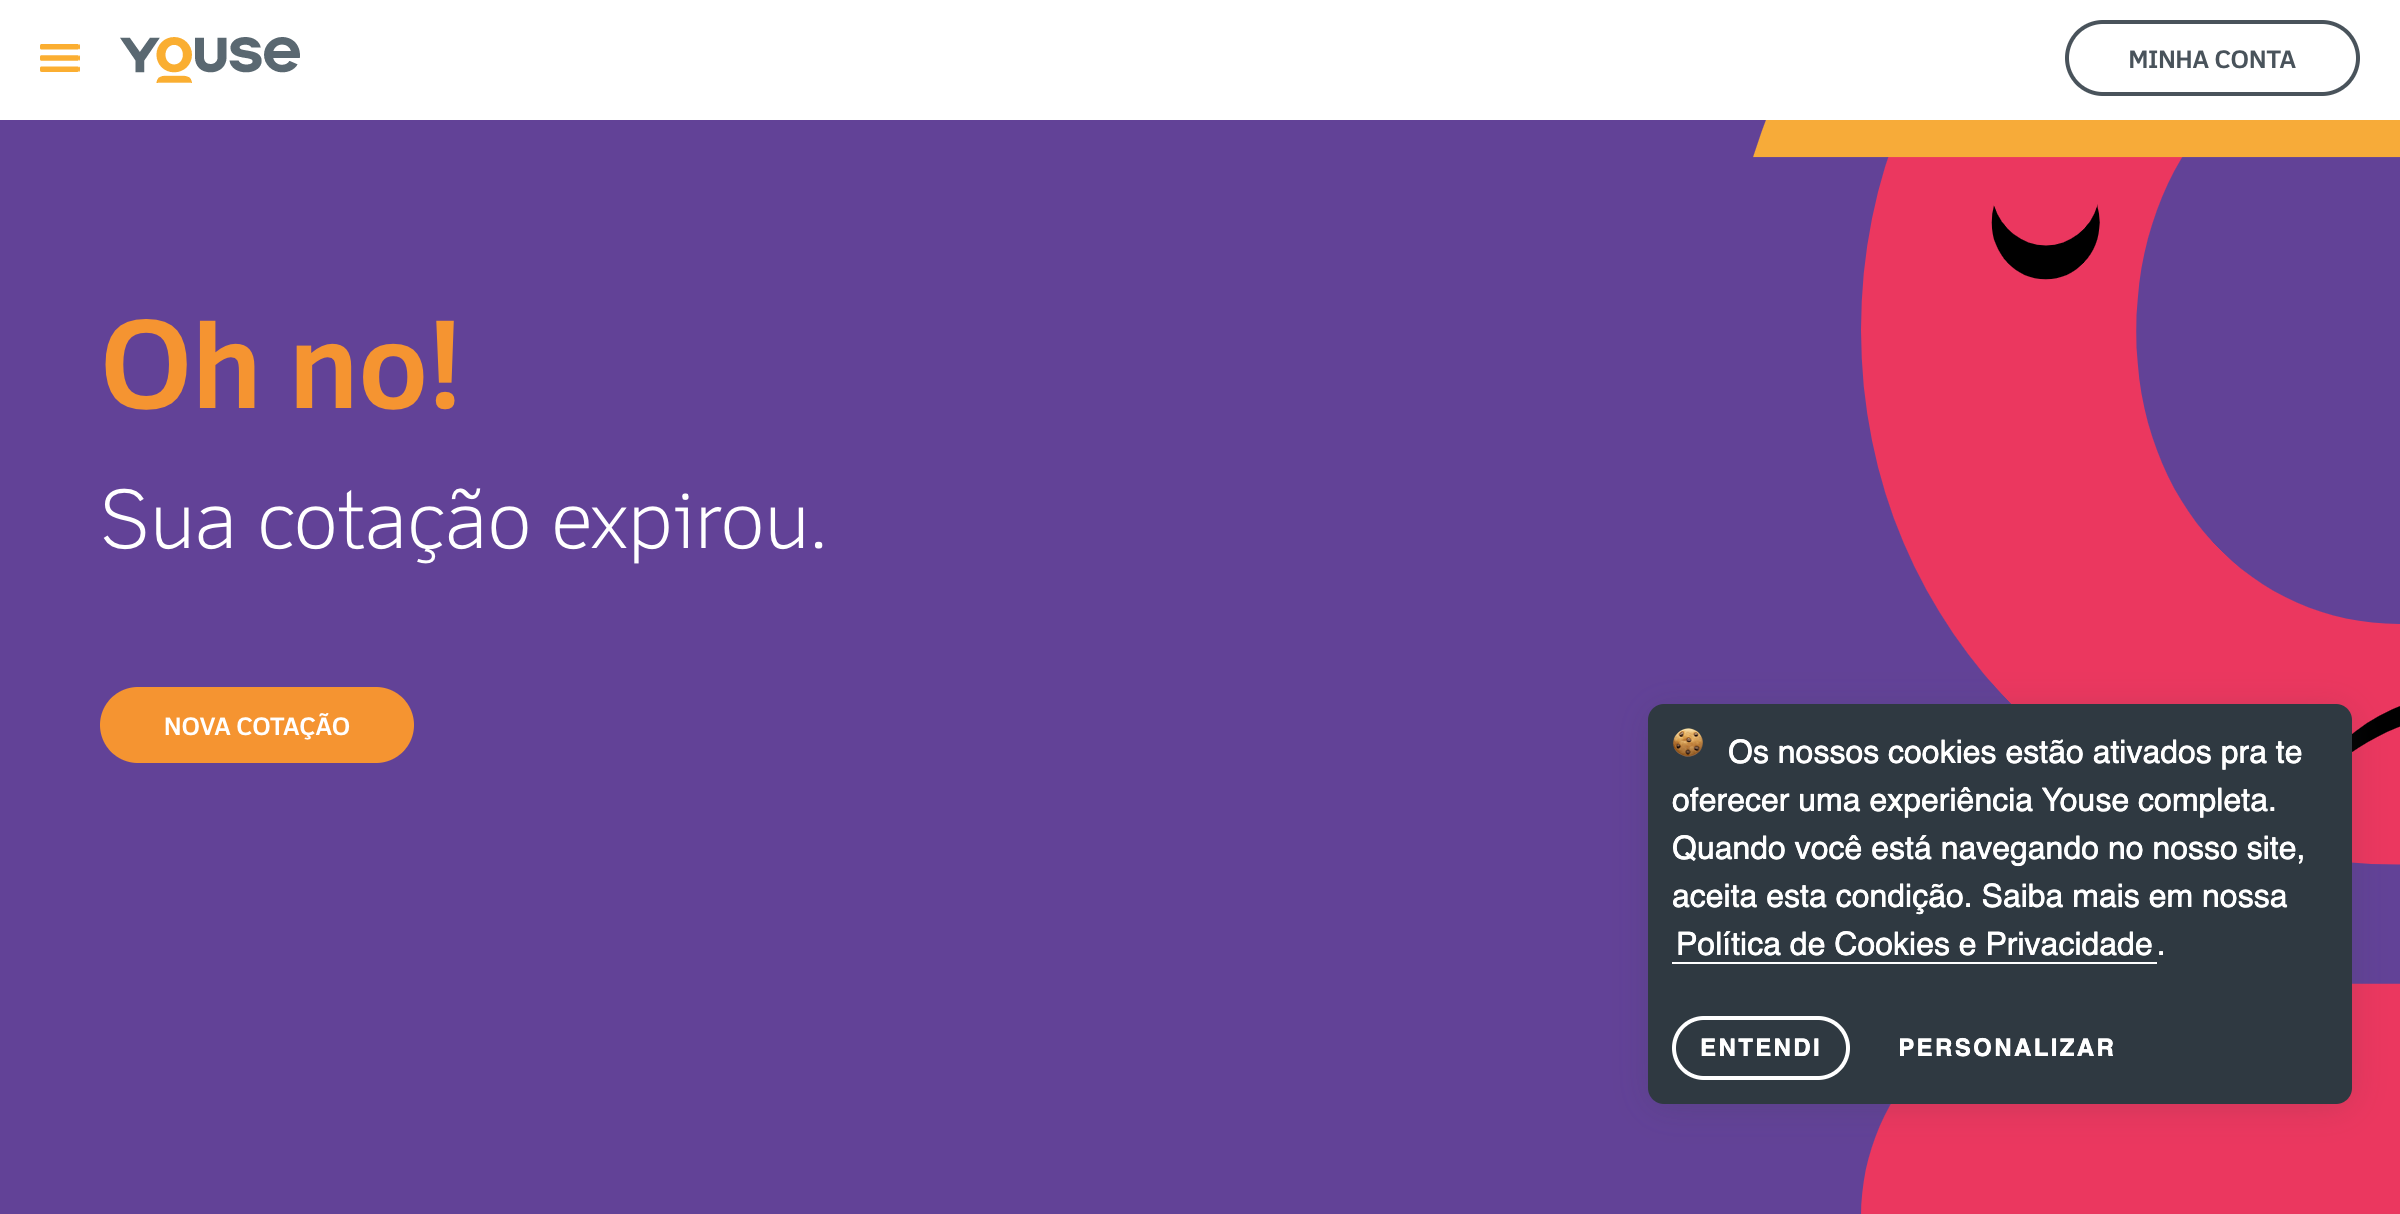 Youse
MINHA CONTA
Oh no!
Sua cotação expirou.
NOVA COTAÇÃO
Os nossos cookies estão ativados pra te
oferecer uma experiência Youse completa.
Quando você está navegando no nosso site,
aceita esta condição. Saiba mais em nossa
Política de Cookies e Privacidade.
ENTENDI
PERSONALIZAR